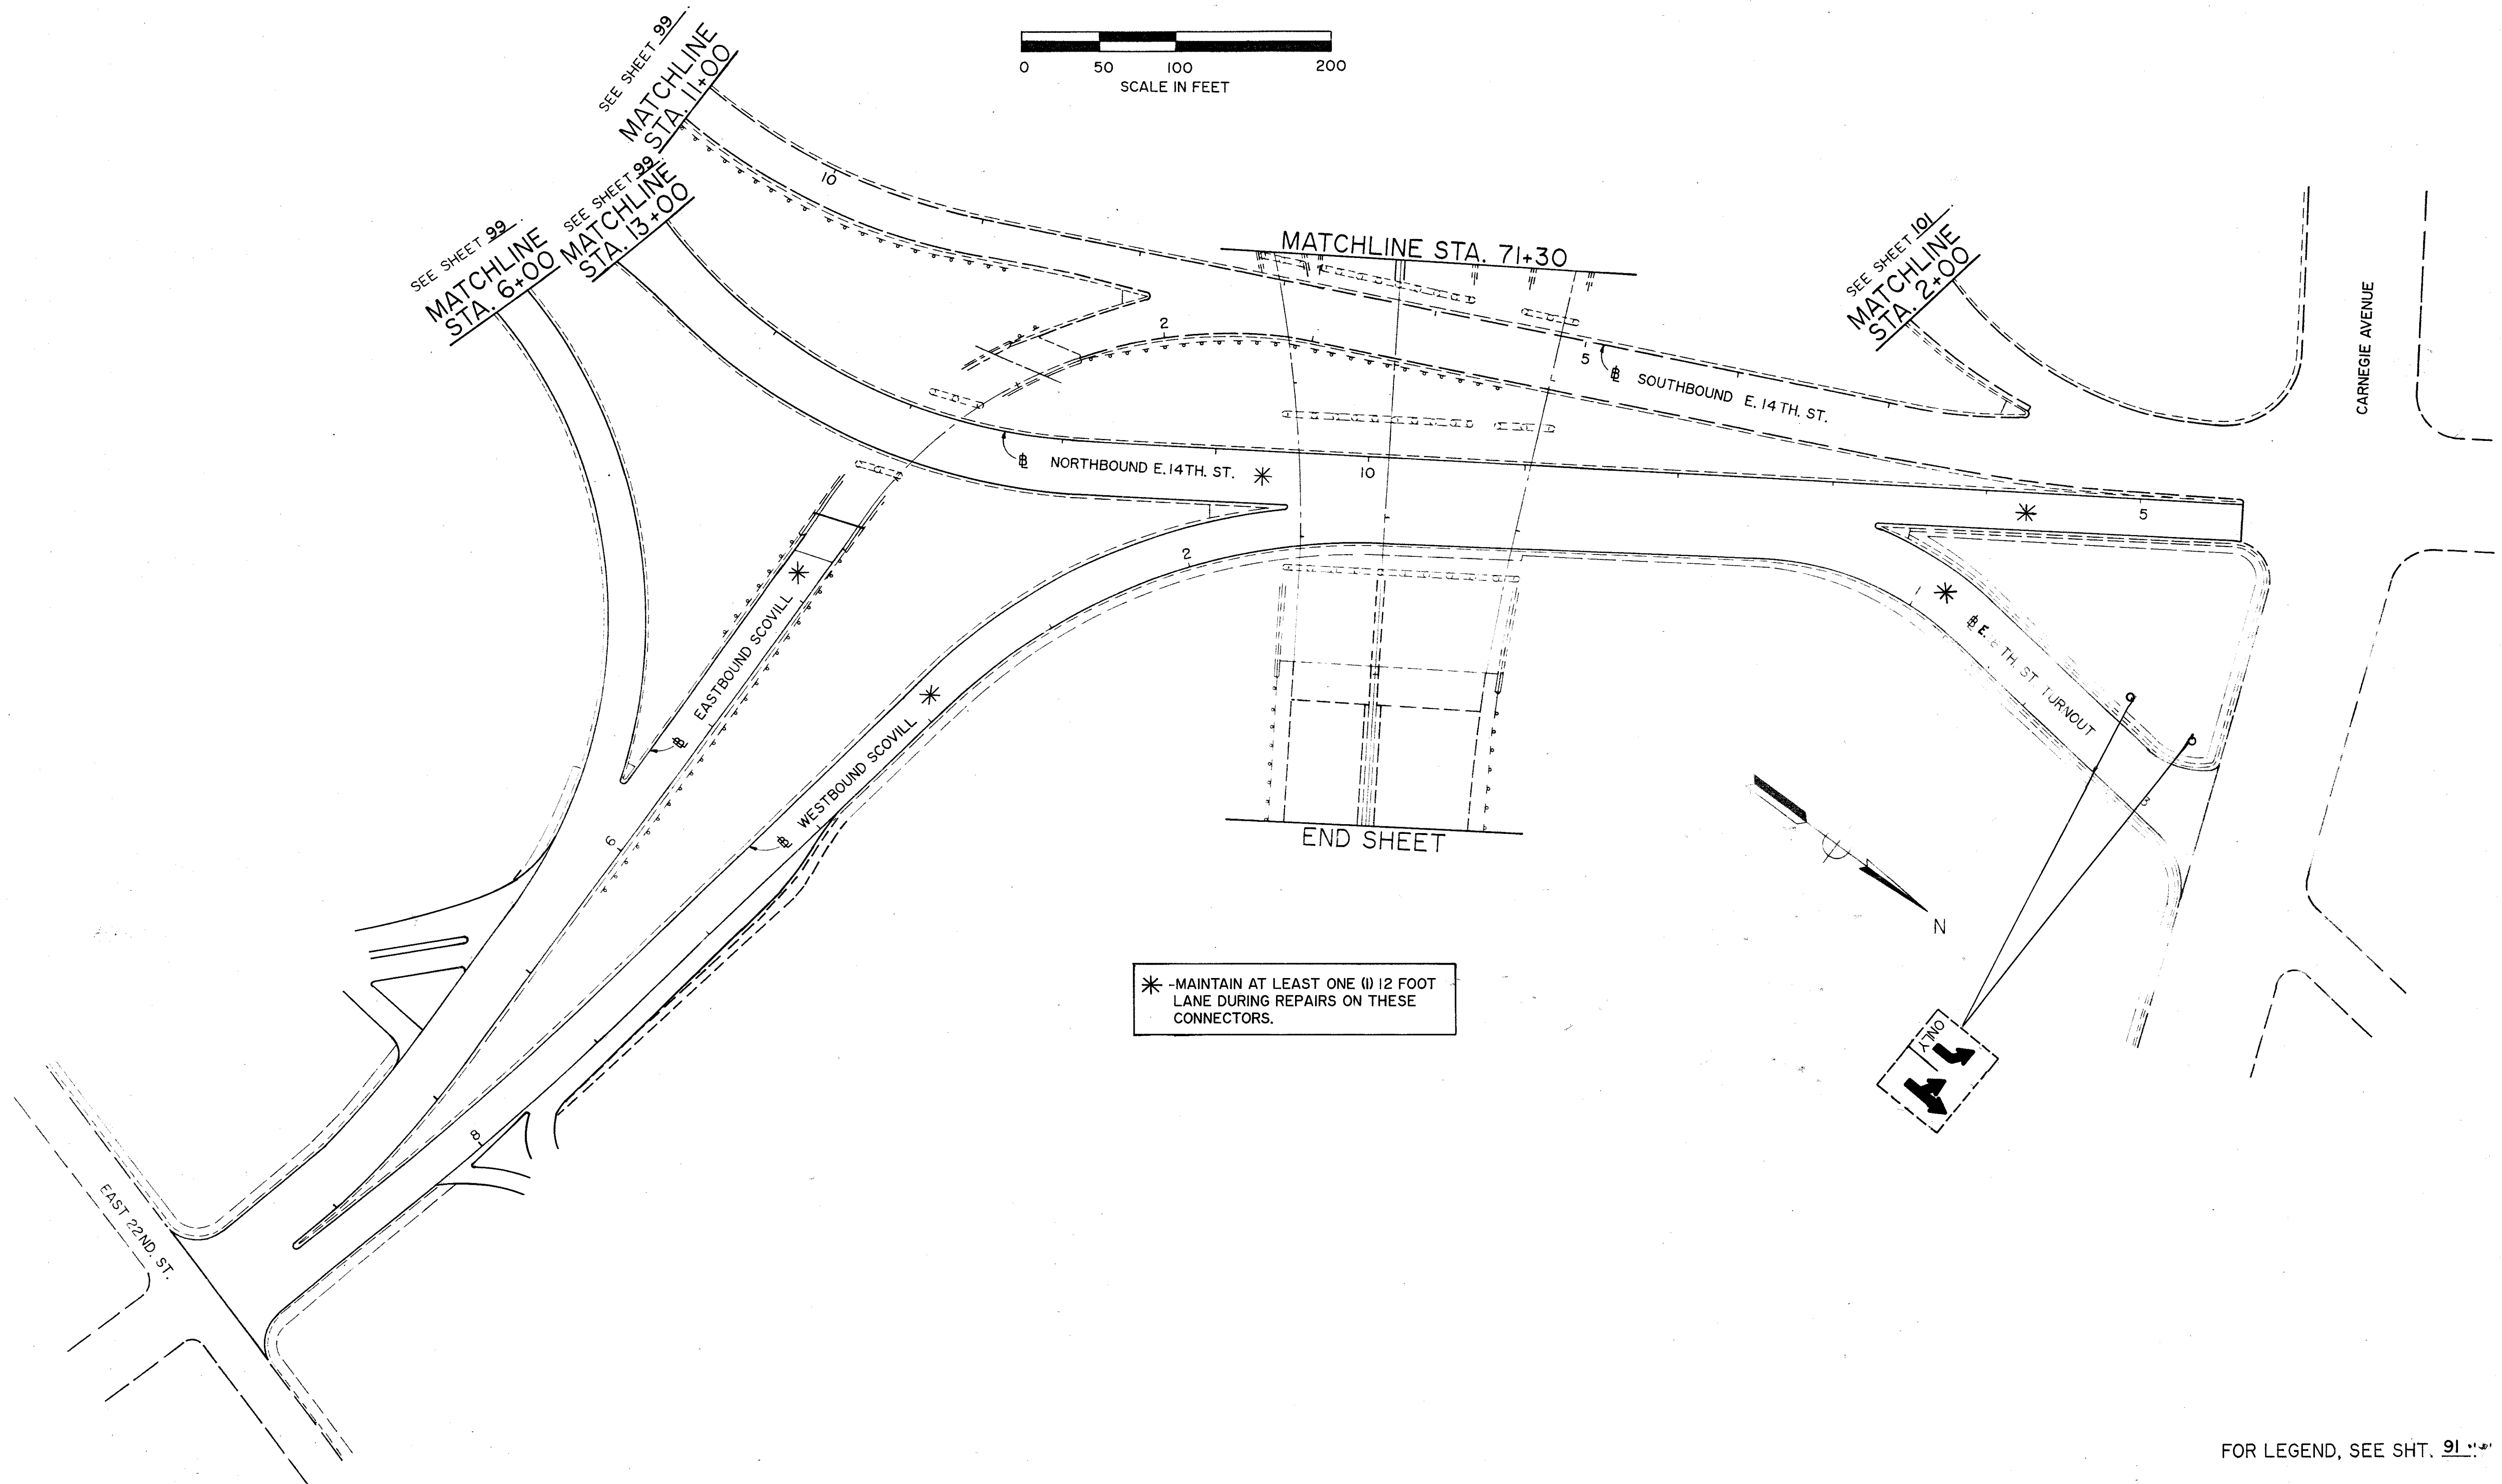 SEE SHEET 99
MATCHLINE
STA. 11+00
0 50 100 200
SCALE IN FEET
SEE SHEET 99
MATCHLINE
STA. 13+00
SEE SHEET 99
MATCHLINE
STA. 6+00
10
MATCHLINE STA. 71+30
SEE SHEET 101
MATCHLINE
STA. 2+00
CARNEGIE AVENUE
2
5
SOUTHBOUND E. 14TH. ST.
NORTHBOUND E. 14TH. ST.
10
5
2
EASTBOUND SCOVILL
WESTBOUND SCOVILL
TH. ST. TURNOUT
3
6
END SHEET
N
-MAINTAIN AT LEAST ONE (1) 12 FOOT
LANE DURING REPAIRS ON THESE
CONNECTORS.
ONLY
8
EAST 22ND. ST.
FOR LEGEND, SEE SHT. 91